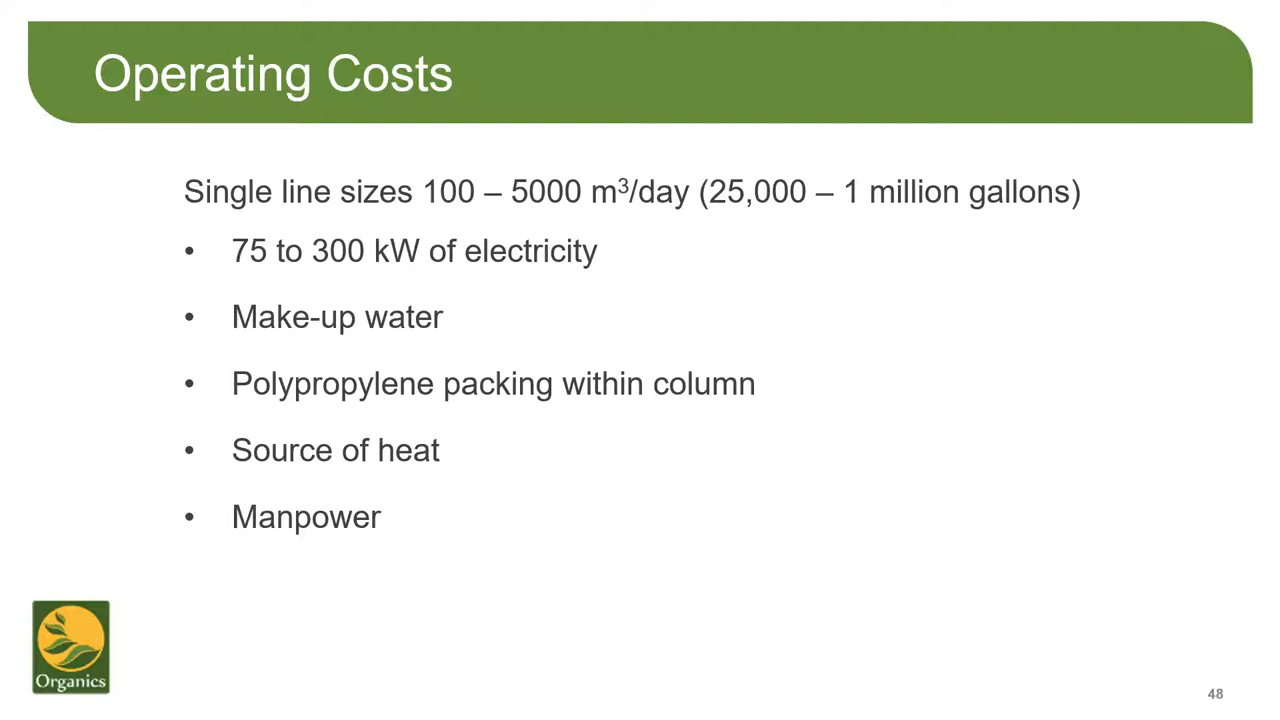 Operating Costs
Single line sizes 100 – 5000 m³/day (25,000 – 1 million gallons)
• 75 to 300 kW of electricity
• Make-up water
• Polypropylene packing within column
• Source of heat
• Manpower
Organics
48